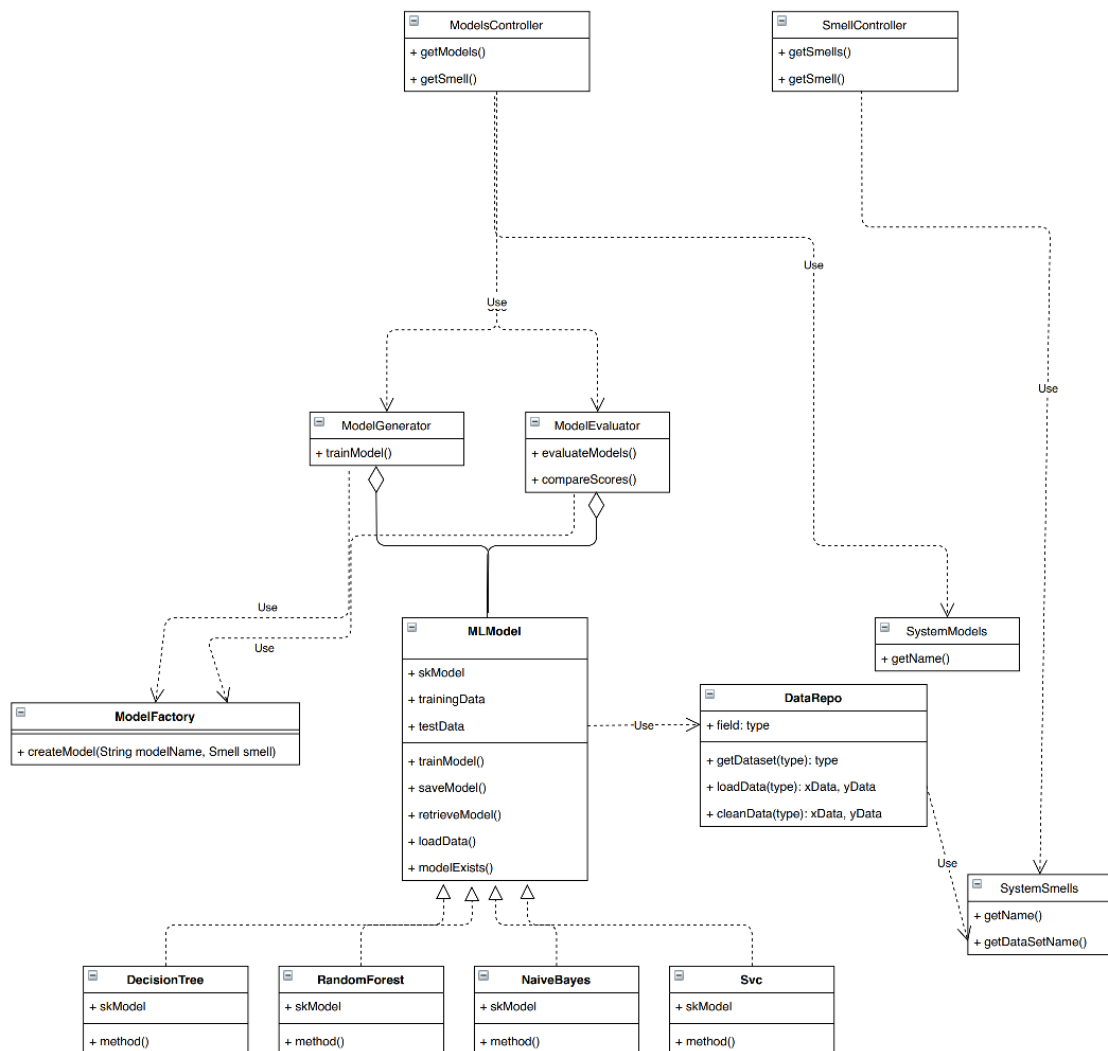 ModelsController
+ getModels()
+ getSmell()
SmellController
+ getSmells()
+ getSmell()
Use
Use
Use
ModelGenerator
+ trainModel()
ModelEvaluator
+ evaluateModels()
+ compareScores()
Use
Use
MLModel
+ skModel
+ trainingData
+ testData
+ trainModel()
+ saveModel()
+ retrieveModel()
+ loadData()
+ modelExists()
SystemModels
+ getName()
ModelFactory
+ createModel(String modelName, Smell smell)
Use
DataRepo
+ field: type
+ getDataset(type): type
+ loadData(type): xData, yData
+ cleanData(type): xData, yData
Use
SystemSmells
+ getName()
+ getDataSetName()
DecisionTree
+ skModel
+ method()
RandomForest
+ skModel
+ method()
NaiveBayes
+ skModel
+ method()
Svc
+ skModel
+ method()